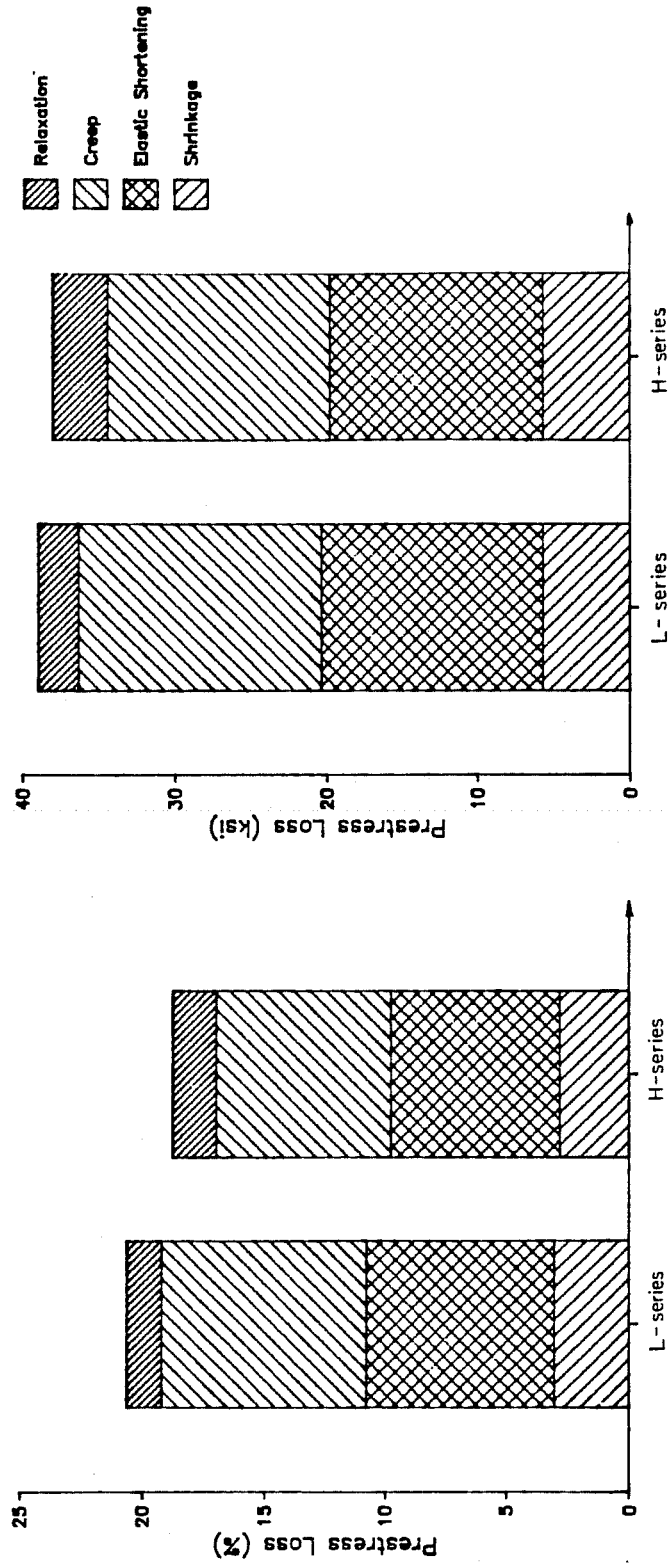 Relaxation
Creep
Elastic Shortening
Shrinkage
Prestress Loss (ksi)
40
30
20
10
0
L - series
H - series
Prestress Loss (%)
25
20
15
10
5
0
L - series
H-series